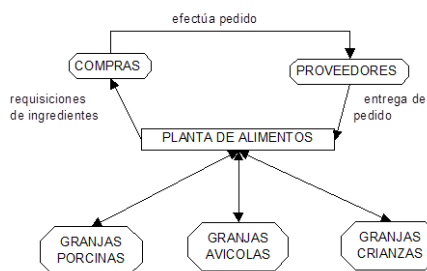 efectúa pedido
COMPRAS
PROVEEDORES
requisiciones
de ingredientes
entrega de
pedido
PLANTA DE ALIMENTOS
GRANJAS
PORCINAS
GRANJAS
AVICOLAS
GRANJAS
CRIANZAS